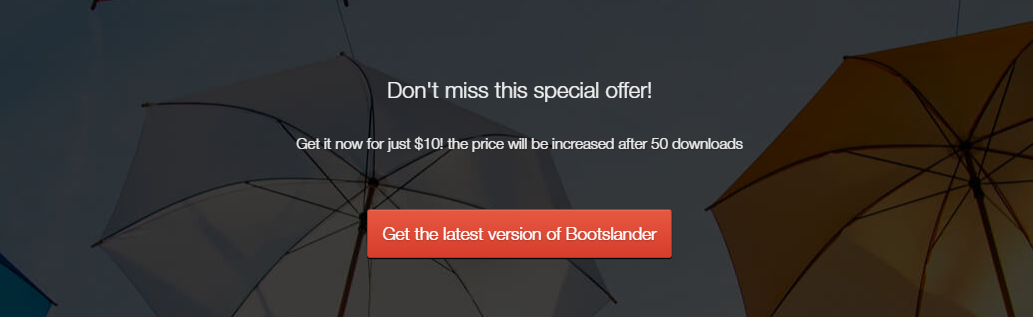 Don't miss this special offer!
Get it now for just $10! the price will be increased after 50 downloads
Get the latest version of Bootslander